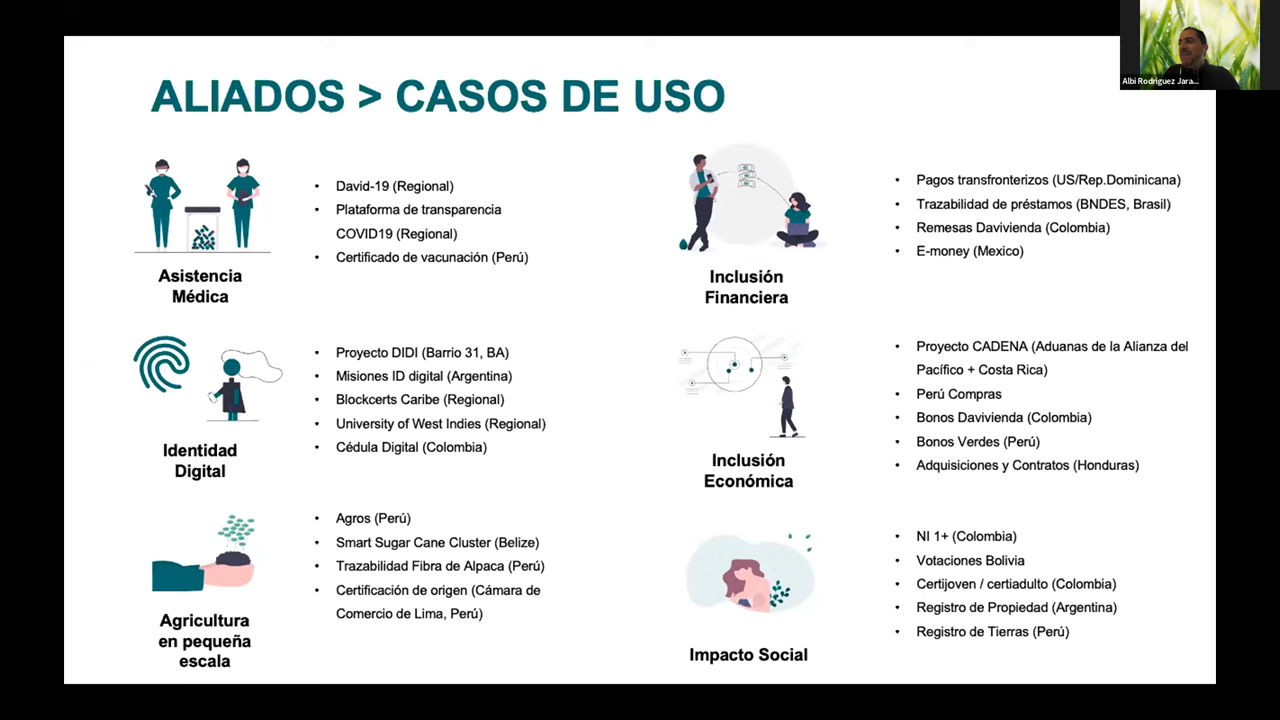 Albi Rodriguez Jara...
ALIADOS > CASOS DE USO
Asistencia
Médica
• David-19 (Regional)
• Plataforma de transparencia
COVID19 (Regional)
• Certificado de vacunación (Perú)
Inclusión
Financiera
• Pagos transfronterizos (US/Rep.Dominicana)
• Trazabilidad de préstamos (BNDES, Brasil)
• Remesas Davivienda (Colombia)
• E-money (Mexico)
Identidad
Digital
• Proyecto DIDI (Barrio 31, BA)
• Misiones ID digital (Argentina)
• Blockcerts Caribe (Regional)
• University of West Indies (Regional)
• Cédula Digital (Colombia)
Inclusión
Económica
• Proyecto CADENA (Aduanas de la Alianza del
Pacífico + Costa Rica)
• Perú Compras
• Bonos Davivienda (Colombia)
• Bonos Verdes (Perú)
• Adquisiciones y Contratos (Honduras)
Agricultura
en pequeña
escala
• Agros (Perú)
• Smart Sugar Cane Cluster (Belize)
• Trazabilidad Fibra de Alpaca (Perú)
• Certificación de origen (Cámara de
Comercio de Lima, Perú)
Impacto Social
• NI 1+ (Colombia)
• Votaciones Bolivia
• Certijoven / certiadulto (Colombia)
• Registro de Propiedad (Argentina)
• Registro de Tierras (Perú)